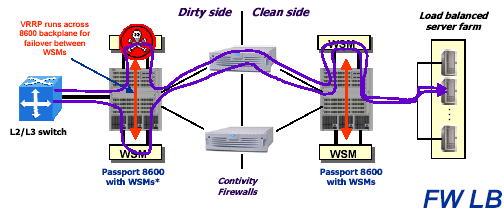 VRRP runs across
8600 backplane for
failover between
WSMs
Dirty side
Clean side
Load balanced
server farm
WSM
L2/L3 switch
WSM
WSM
Passport 8600
with WSMs*
Contivity
Firewalls
Passport 8600
with WSMs
FW LB